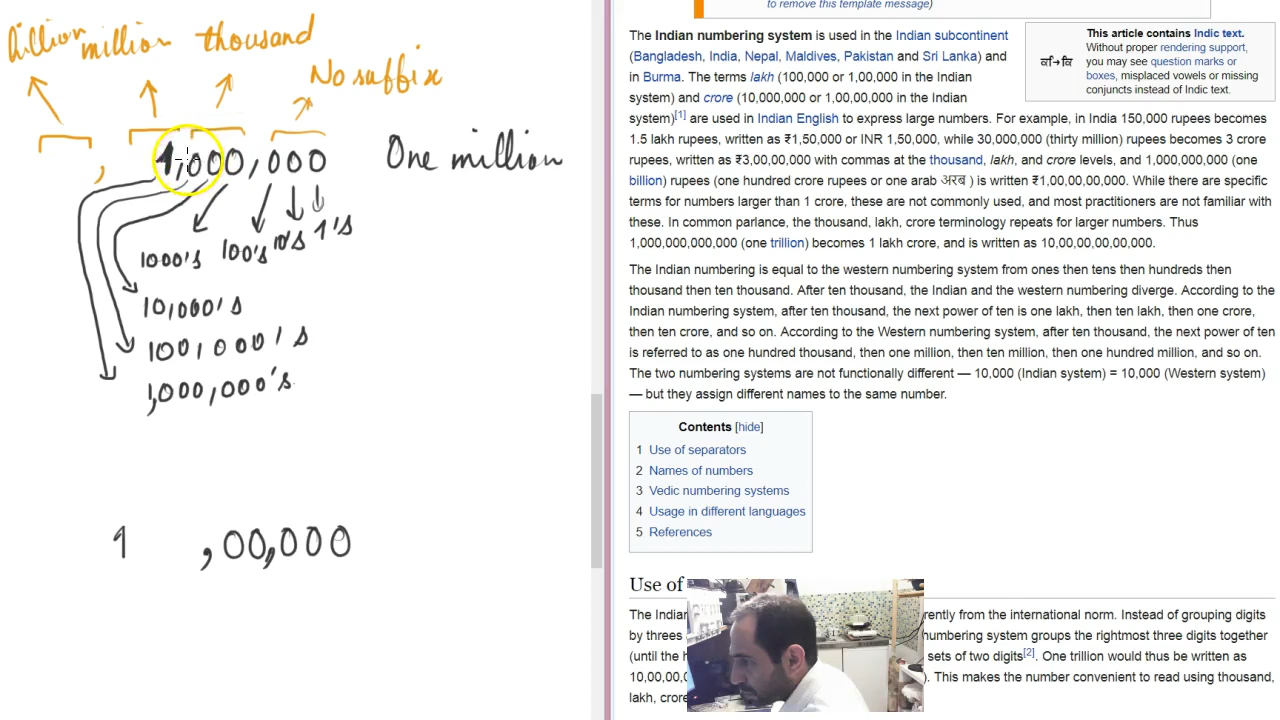 billion million thousand
No suffix
,
1,000,000 One million
1000's 100's 10's 1's
10,000's
100,000's
1,000,000's
1 ,00,000
to remove this template message)
The Indian numbering system is used in the Indian subcontinent
(Bangladesh, India, Nepal, Maldives, Pakistan and Sri Lanka) and
in Burma. The terms lakh (100,000 or 1,00,000 in the Indian
system) and crore (10,000,000 or 1,00,00,000 in the Indian
system)[1] are used in Indian English to express large numbers. For example, in India 150,000 rupees becomes
1.5 lakh rupees, written as ₹1,50,000 or INR 1,50,000, while 30,000,000 (thirty million) rupees becomes 3 crore
rupees, written as ₹3,00,00,000 with commas at the thousand, lakh, and crore levels, and 1,000,000,000 (one
billion) rupees (one hundred crore rupees or one arab अरब ) is written ₹1,00,00,00,000. While there are specific
terms for numbers larger than 1 crore, these are not commonly used, and most practitioners are not familiar with
these. In common parlance, the thousand, lakh, crore terminology repeats for larger numbers. Thus
1,000,000,000,000 (one trillion) becomes 1 lakh crore, and is written as 10,00,00,00,00,000.
This article contains Indic text.
Without proper rendering support,
you may see question marks or
boxes, misplaced vowels or missing
conjuncts instead of Indic text.
The Indian numbering is equal to the western numbering system from ones then tens then hundreds then
thousand then ten thousand. After ten thousand, the Indian and the western numbering diverge. According to the
Indian numbering system, after ten thousand, the next power of ten is one lakh, then ten lakh, then one crore,
then ten crore, and so on. According to the Western numbering system, after ten thousand, the next power of ten
is referred to as one hundred thousand, then one million, then ten million, then one hundred million, and so on.
The two numbering systems are not functionally different — 10,000 (Indian system) = 10,000 (Western system)
— but they assign different names to the same number.
Contents [hide]
1 Use of separators
2 Names of numbers
3 Vedic numbering systems
4 Usage in different languages
5 References
Use of
The Indian rently from the international norm. Instead of grouping digits
by threes numbering system groups the rightmost three digits together
(until the sets of two digits[2]. One trillion would thus be written as
10,00,00, ). This makes the number convenient to read using thousand,
lakh, crore